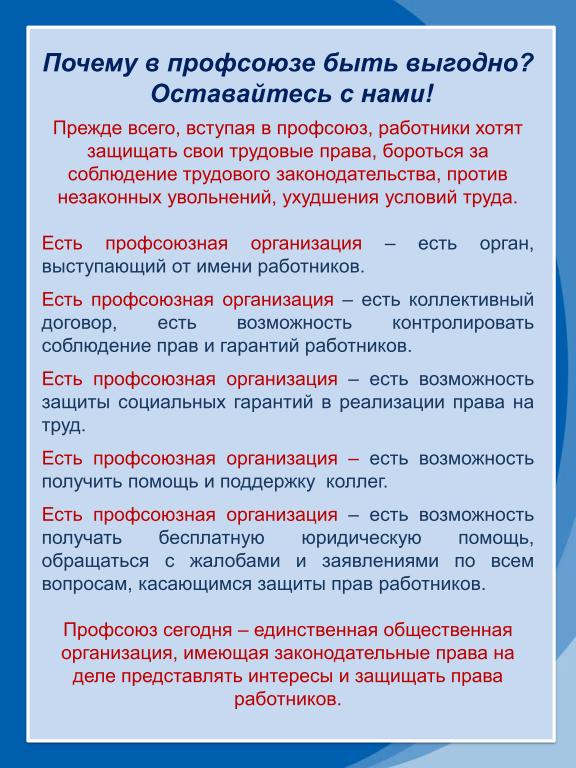 Почему в профсоюзе быть выгодно?
Оставайтесь с нами!
Прежде всего, вступая в профсоюз, работники хотят
защищать свои трудовые права, бороться за
соблюдение трудового законодательства, против
незаконных увольнений, ухудшения условий труда.
Есть профсоюзная организация – есть орган,
выступающий от имени работников.
Есть профсоюзная организация – есть коллективный
договор, есть возможность контролировать
соблюдение прав и гарантий работников.
Есть профсоюзная организация – есть возможность
защиты социальных гарантий в реализации права на
труд.
Есть профсоюзная организация – есть возможность
получить помощь и поддержку коллег.
Есть профсоюзная организация – есть возможность
получать бесплатную юридическую помощь,
обращаться с жалобами и заявлениями по всем
вопросам, касающимся защиты прав работников.
Профсоюз сегодня – единственная общественная
организация, имеющая законодательные права на
деле представлять интересы и защищать права
работников.